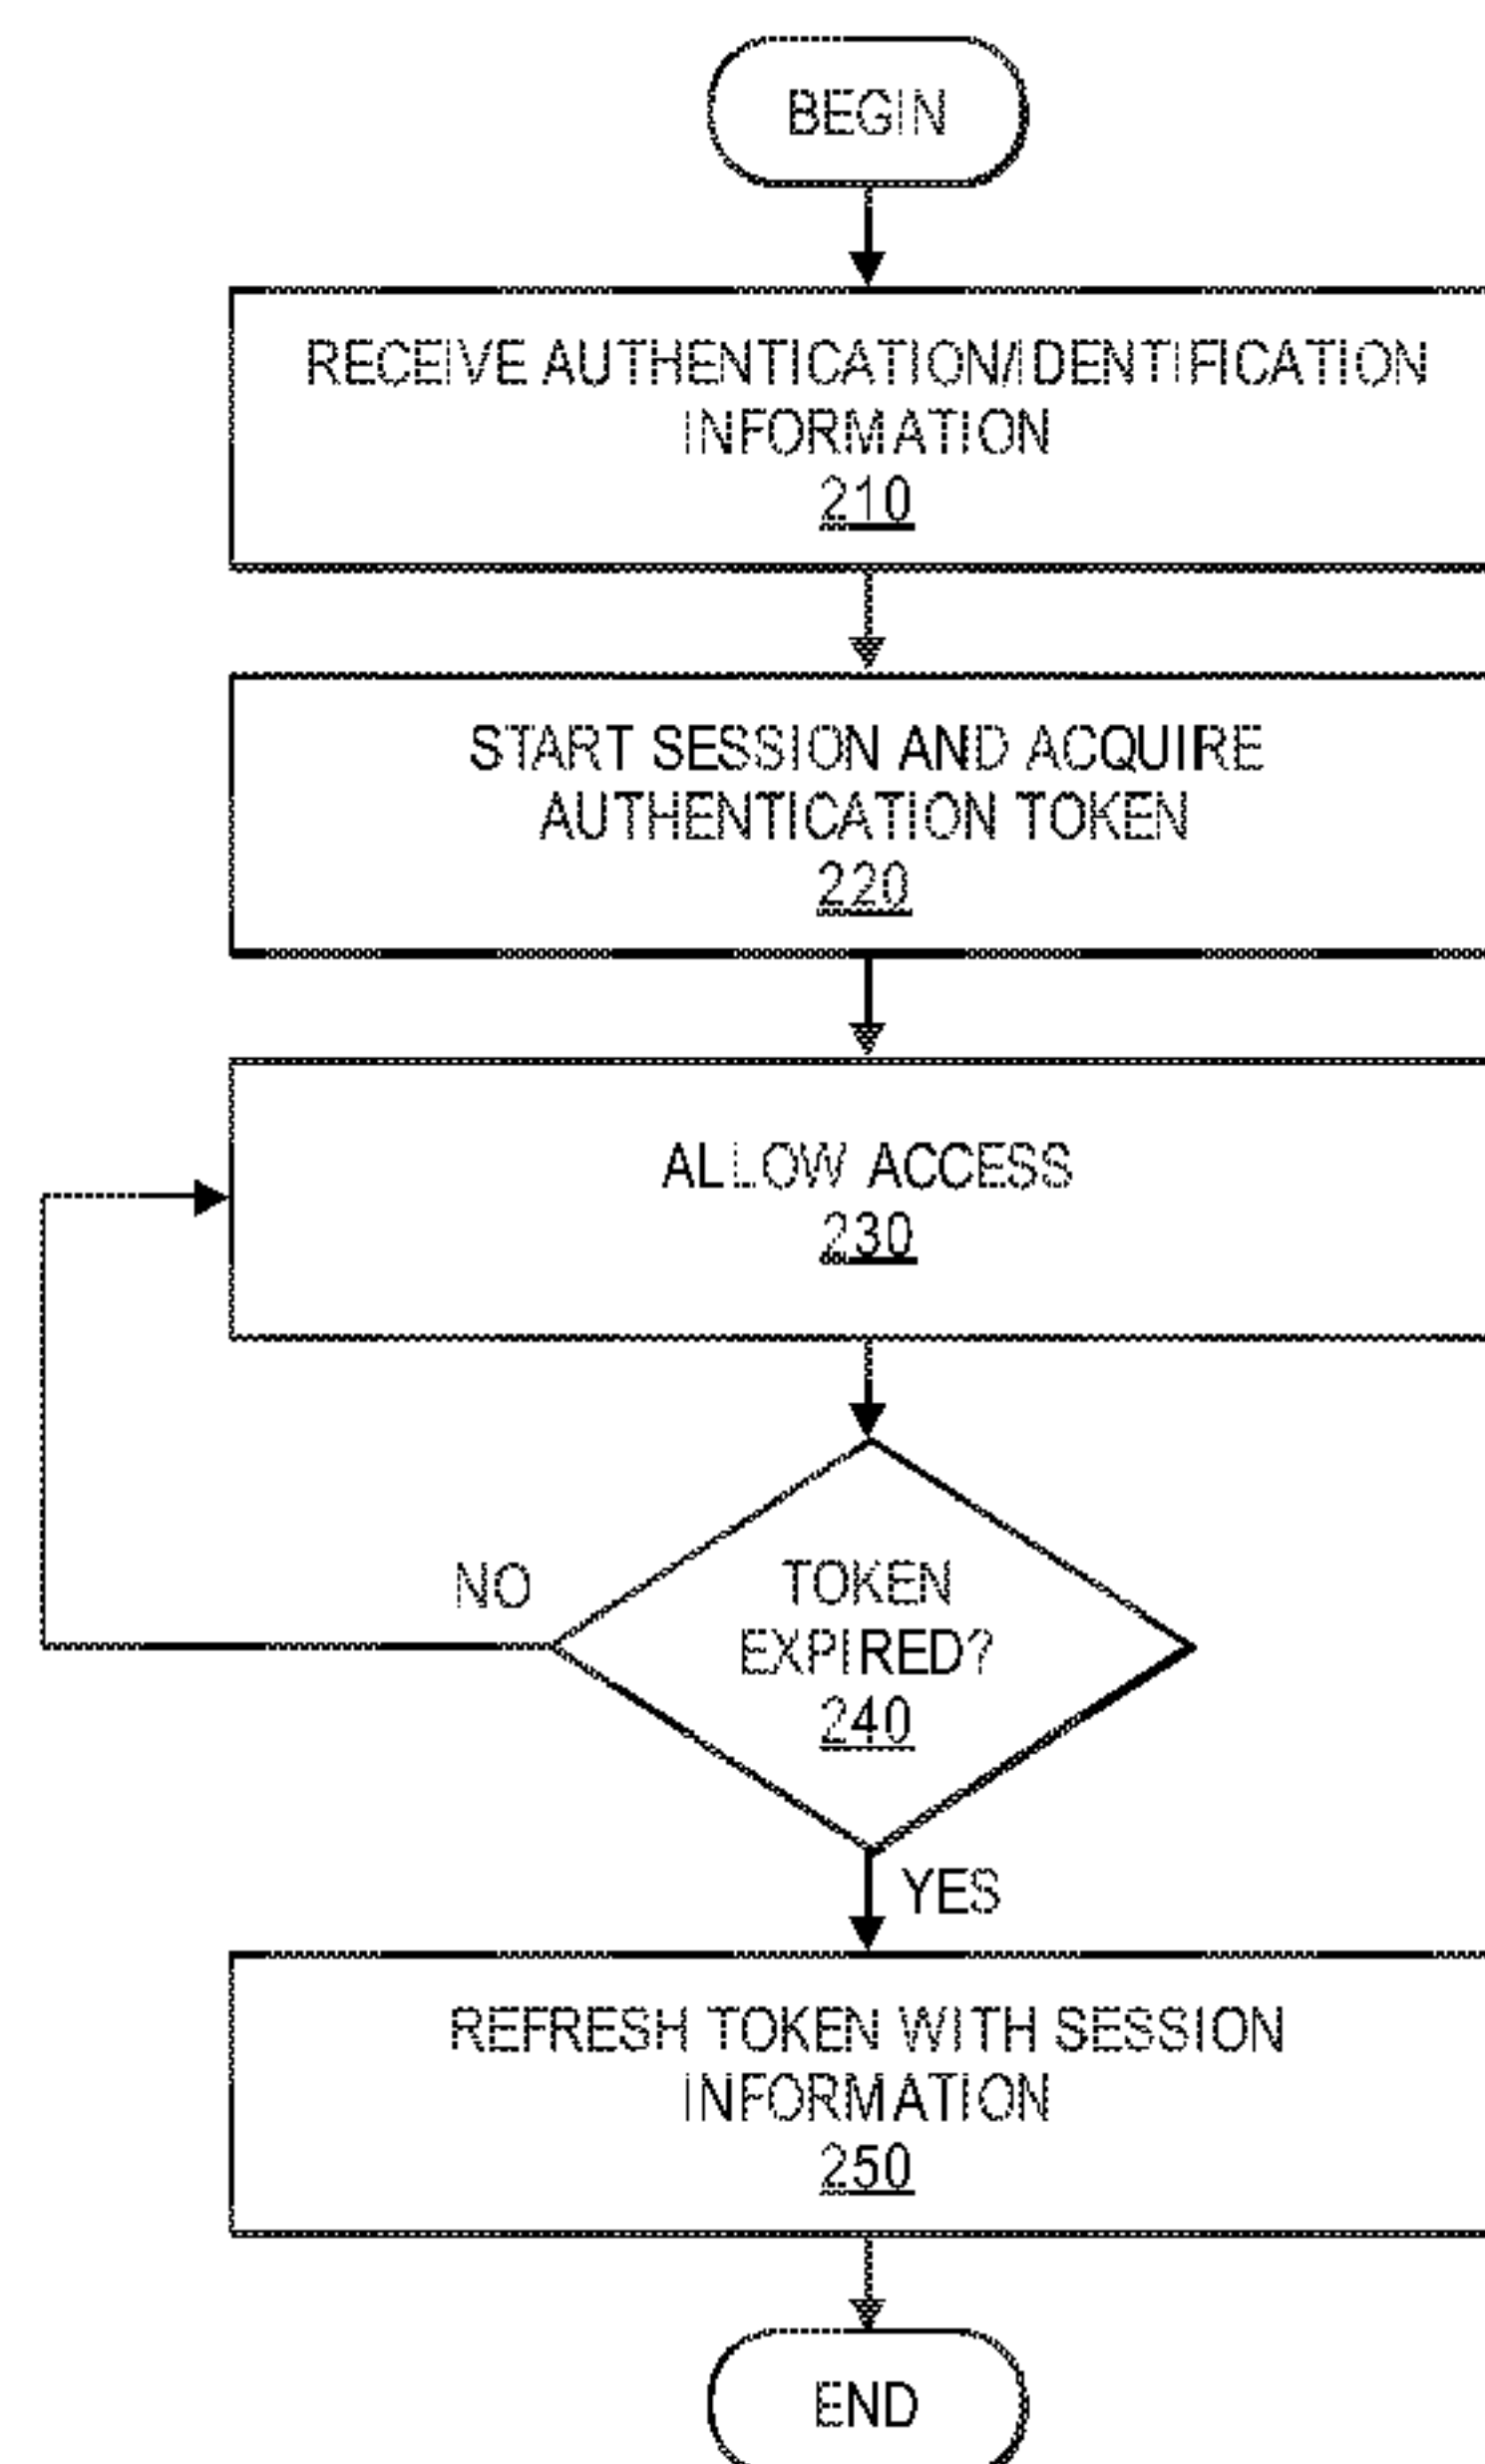 BEGIN
RECEIVE AUTHENTICATION/IDENTIFICATION
INFORMATION
210
START SESSION AND ACQUIRE
AUTHENTICATION TOKEN
220
ALLOW ACCESS
230
NO
TOKEN
EXPIRED?
240
YES
REFRESH TOKEN WITH SESSION
INFORMATION
250
END